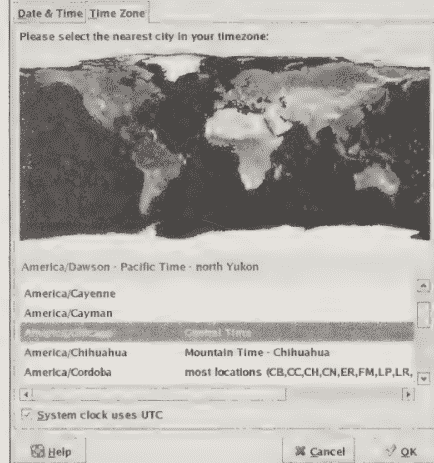 Date & Time Time Zone
Please select the nearest city in your timezone:
America/Dawson - Pacific Time - north Yukon
America/Cayenne
America/Cayman
America/Chicago Central Time
America/Chihuahua Mountain Time - Chihuahua
America/Cordoba most locations (CB,CC,CH,CN,ER,FM,LP,LR,
System clock uses UTC
Help Cancel OK